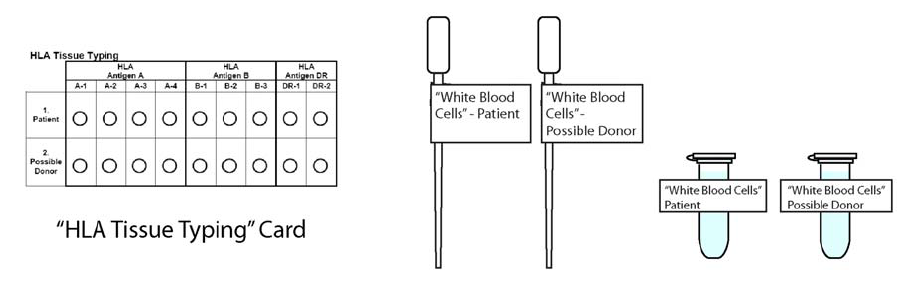 HLA Tissue Typing
HLA HLA HLA
Antigen A Antigen B Antigen DR
A-1 A-2 A-3 A-4 B-1 B-2 B-3 DR-1 DR-2
1.
Patient
2.
Possible
Donor
"HLA Tissue Typing" Card
"White Blood
Cells" - Patient
"White Blood
Cells"-
Possible Donor
"White Blood Cells"
Patient
"White Blood Cells"
Possible Donor